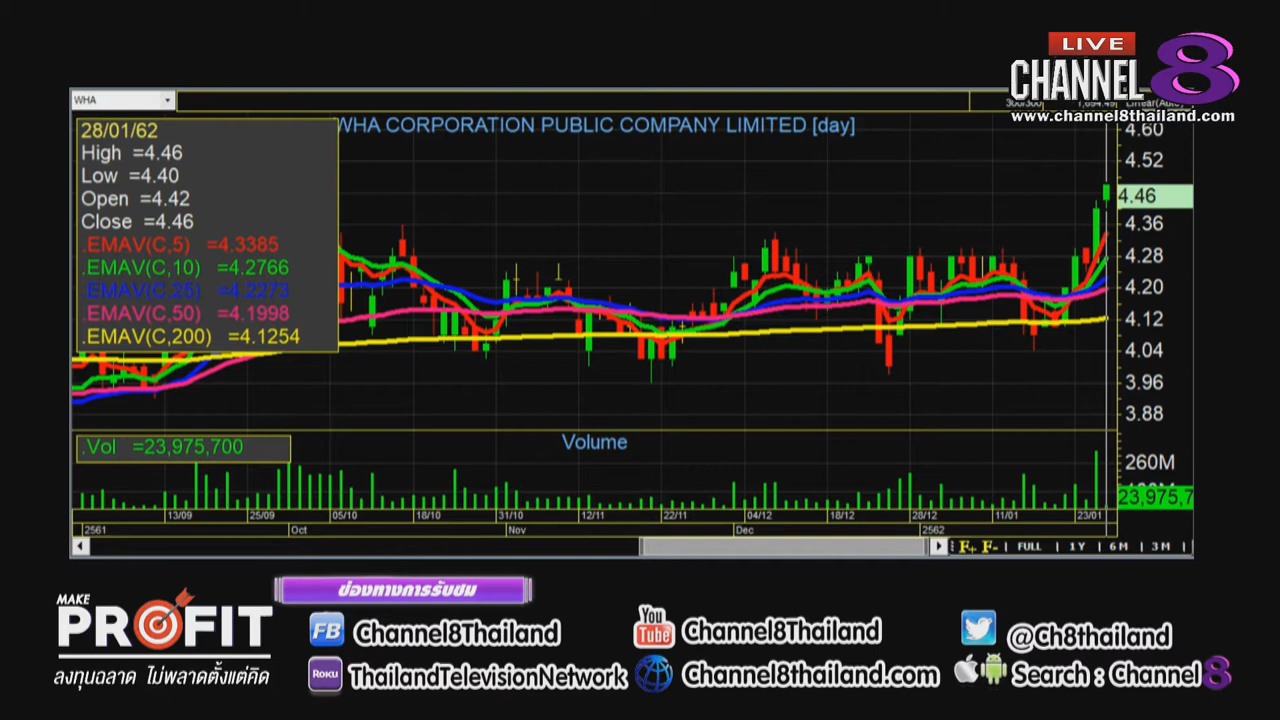 LIVE
CHANNEL 8
www.channel8thailand.com
WHA
300/300
WHA CORPORATION PUBLIC COMPANY LIMITED [day]
28/01/62
High =4.46
Low =4.40
Open =4.42
Close =4.46
.EMAV(C,5) =4.3385
.EMAV(C,10) =4.2766
.EMAV(C,25) =4.2273
.EMAV(C,50) =4.1998
.EMAV(C,200) =4.1254
4.60
4.52
4.46
4.36
4.28
4.20
4.12
4.04
3.96
3.88
.Vol =23,975,700
Volume
260M
23,975,7
13/09 25/09 05/10 18/10 31/10 12/11 22/11 04/12 18/12 28/12 11/01 23/01
2561 Oct Nov Dec 2562
F+ F- FULL 1Y 6M 3M
MAKE
PROFIT
ลงทุนฉลาด ไม่พลาดตั้งแต่คิด
ช่องทางการรับชม
FB Channel8Thailand
You Tube Channel8Thailand
@Ch8thailand
Roku ThailandTelevisionNetwork
Channel8Thailand.com
Search : Channel 8